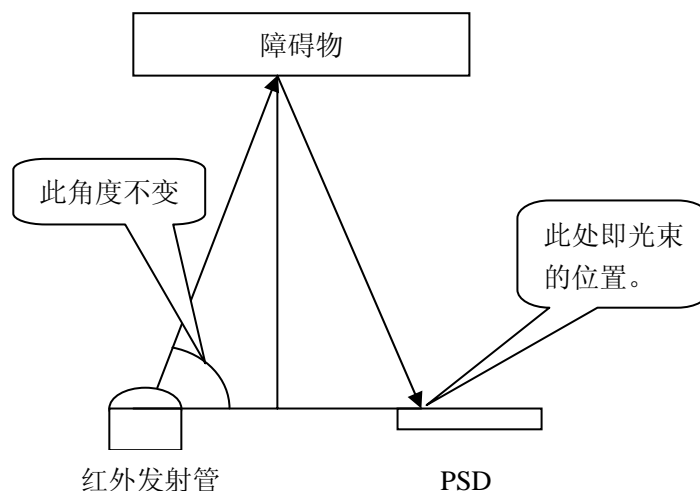 障碍物
此角度不变
此处即光束
的位置。
红外发射管
PSD